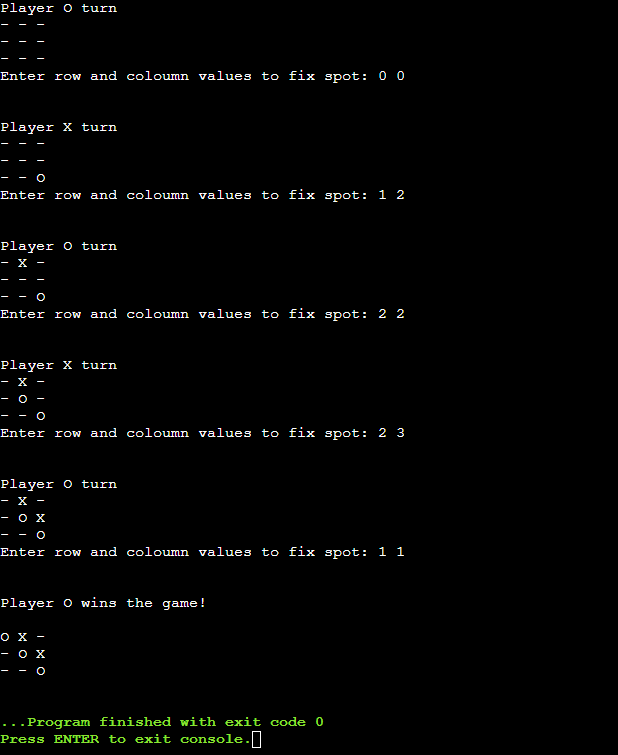 Player O turn
- - -
- - -
- - -
Enter row and coloumn values to fix spot: 0 0
Player X turn
- - -
- - -
- - O
Enter row and coloumn values to fix spot: 1 2
Player O turn
- X -
- - -
- - O
Enter row and coloumn values to fix spot: 2 2
Player X turn
- X -
- O -
- - O
Enter row and coloumn values to fix spot: 2 3
Player O turn
- X -
- O X
- - O
Enter row and coloumn values to fix spot: 1 1
Player O wins the game!
O X -
- O X
- - O
...Program finished with exit code 0
Press ENTER to exit console.